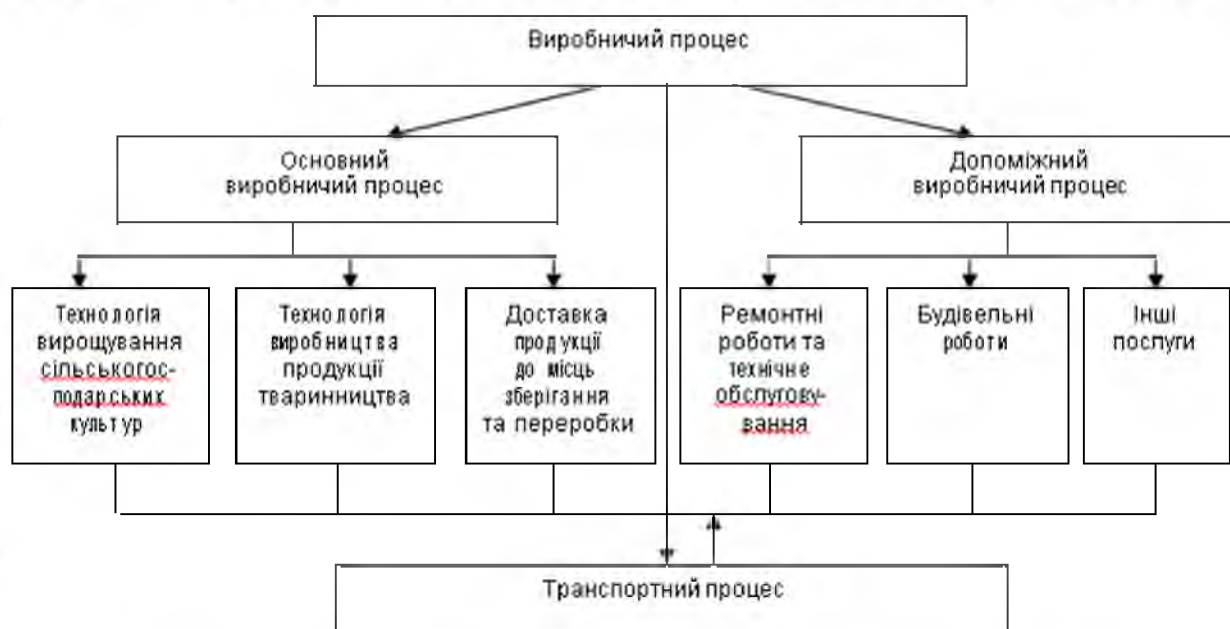 Виробничий процес
Основний
виробничий процес
Допоміжний
виробничий процес
Технологія
вирощування
сільськогос-
подарських
культур
Технологія
виробництва
продукції
тваринництва
Доставка
продукції
до місць
зберігання
та переробки
Ремонтні
роботи та
технічне
обслугову-
вання
Будівельні
роботи
Інші
послуги
Транспортний процес